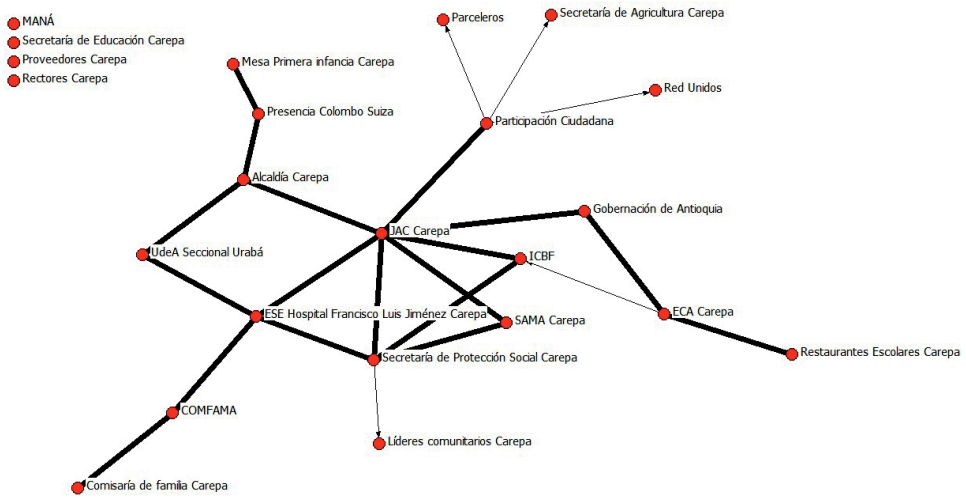 MANÁ
Secretaría de Educación Carepa
Proveedores Carepa
Rectores Carepa
Parceleros
Secretaría de Agricultura Carepa
Mesa Primera infancia Carepa
Red Unidos
Presencia Colombo Suiza
Participación Ciudadana
Alcaldía Carepa
Gobernación de Antioquia
JAC Carepa
UdeA Seccional Urabá
ICBF
ESE Hospital Francisco Luis Jiménez Carepa
SAMA Carepa
ECA Carepa
Secretaría de Protección Social Carepa
Restaurantes Escolares Carepa
COMFAMA
Líderes comunitarios Carepa
Comisaría de familia Carepa